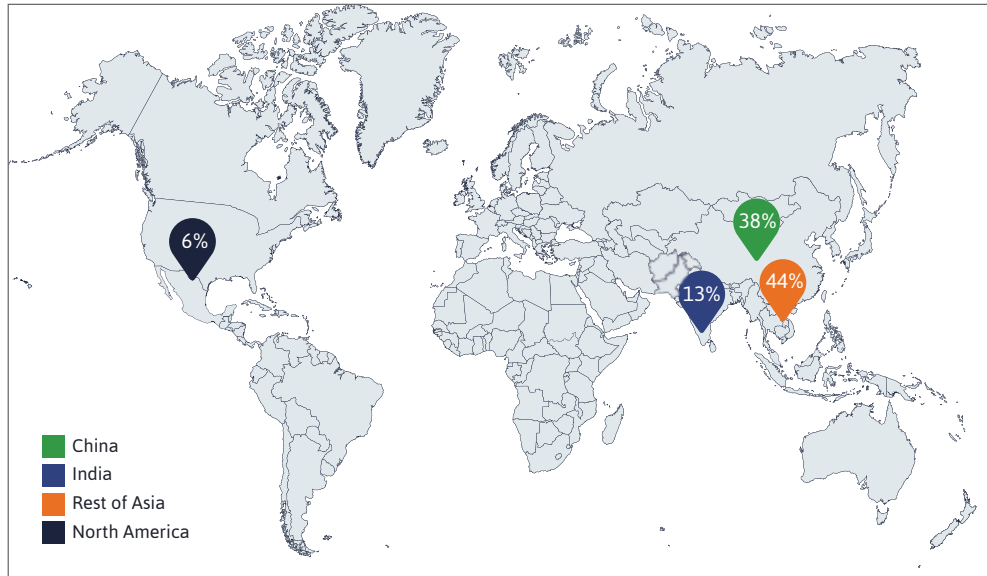 38%
6%
44%
13%
China
India
Rest of Asia
North America